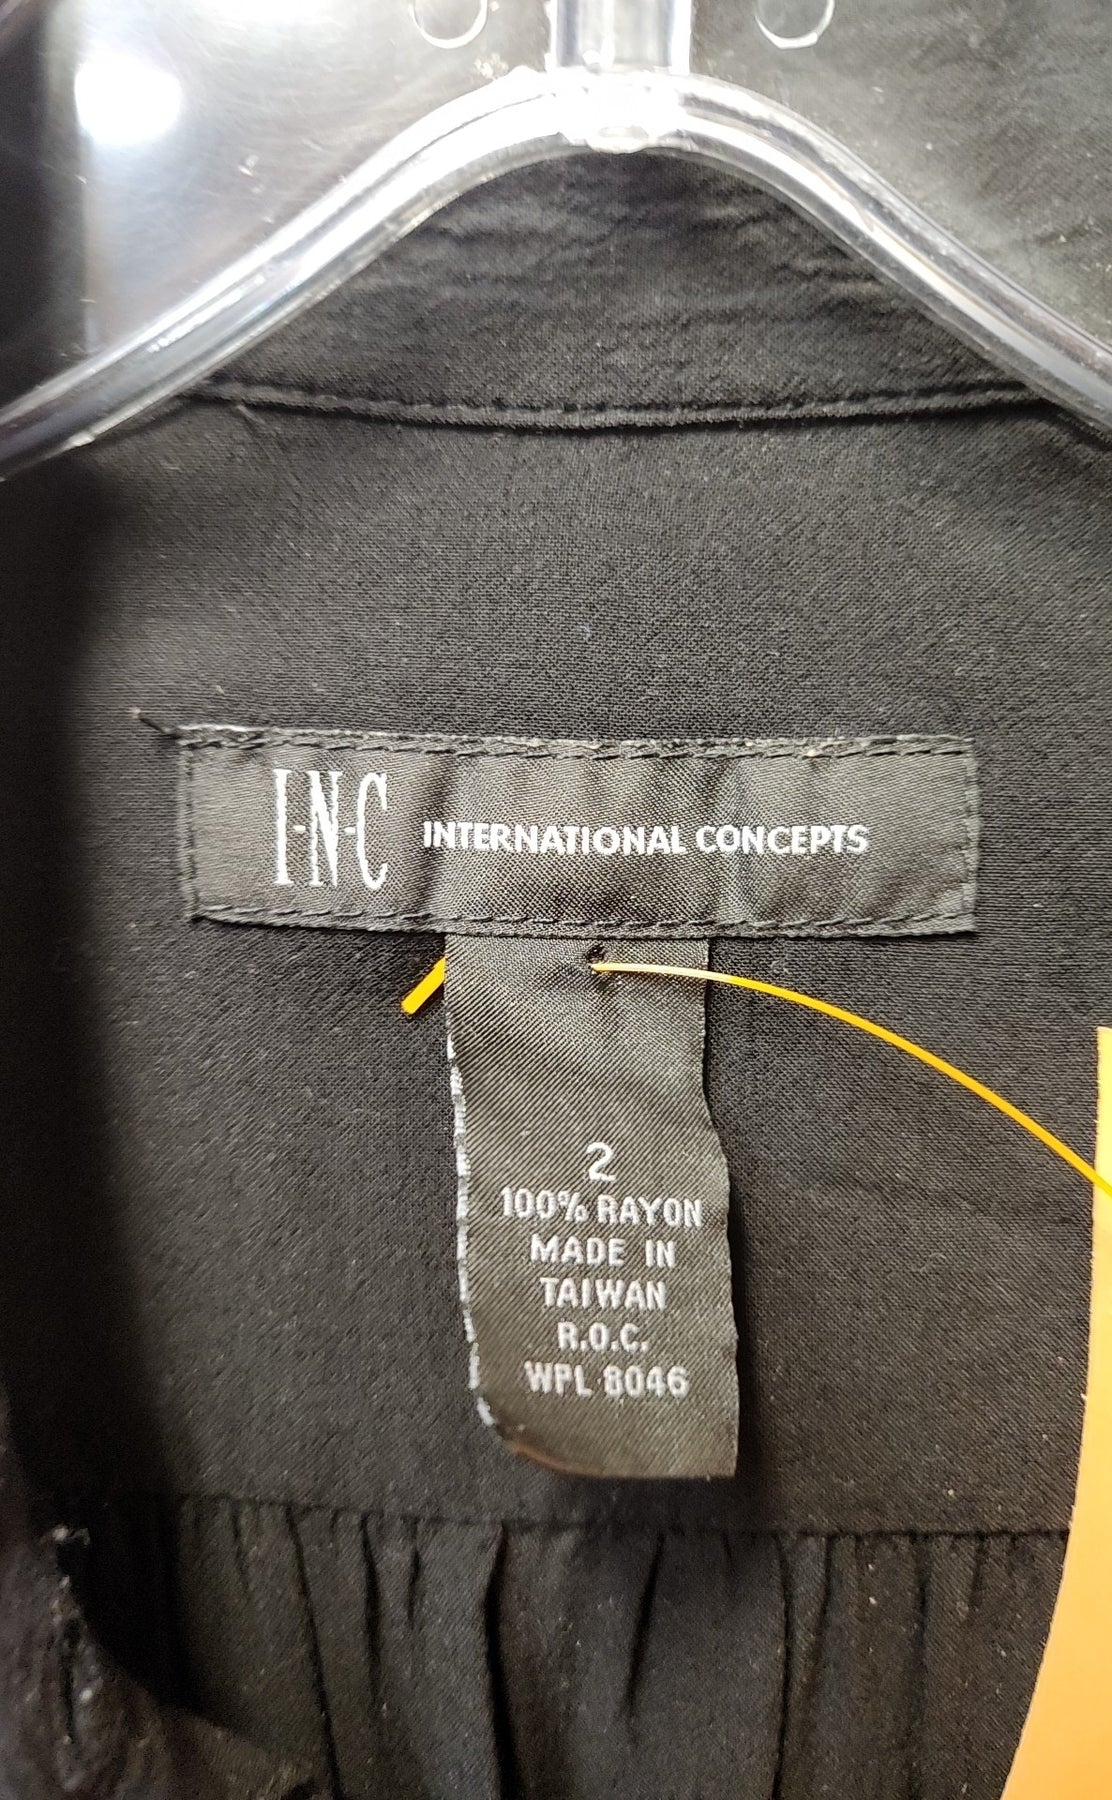 I·N·C INTERNATIONAL CONCEPTS
2
100% RAYON
MADE IN
TAIWAN
R.O.C.
WPL 8046